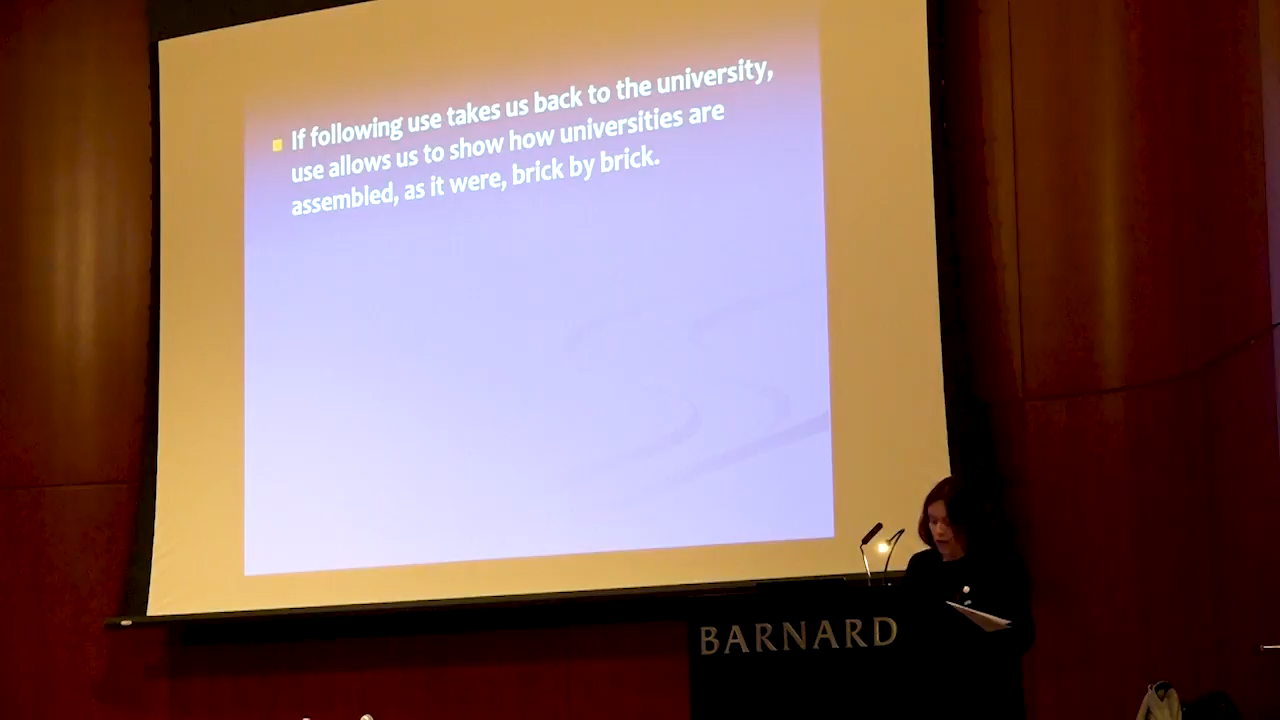 If following use takes us back to the university,
use allows us to show how universities are
assembled, as it were, brick by brick.
BARNARD